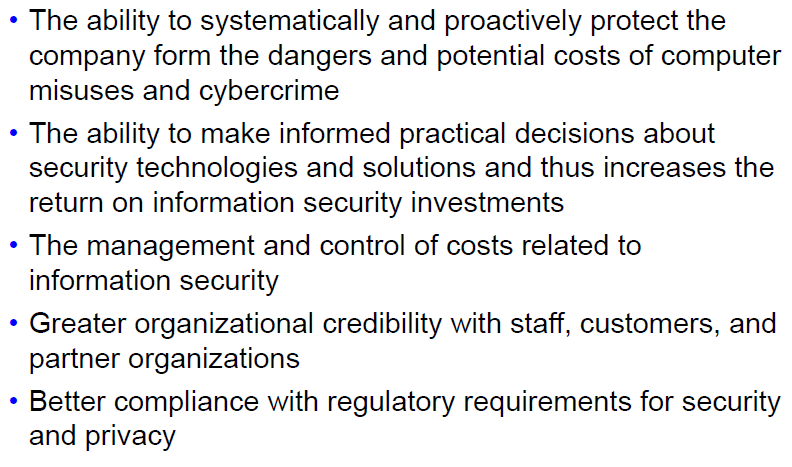 • The ability to systematically and proactively protect the
company form the dangers and potential costs of computer
misuses and cybercrime
• The ability to make informed practical decisions about
security technologies and solutions and thus increases the
return on information security investments
• The management and control of costs related to
information security
• Greater organizational credibility with staff, customers, and
partner organizations
• Better compliance with regulatory requirements for security
and privacy